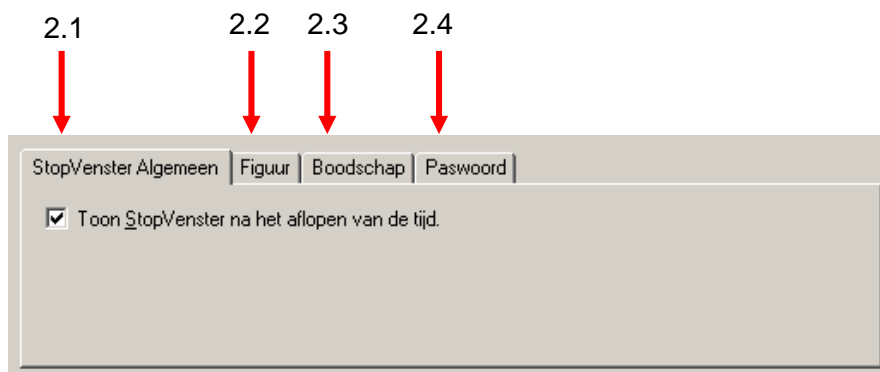 2.1 2.2 2.3 2.4
StopVenster Algemeen Figuur Boodschap Paswoord
Toon StopVenster na het aflopen van de tijd.